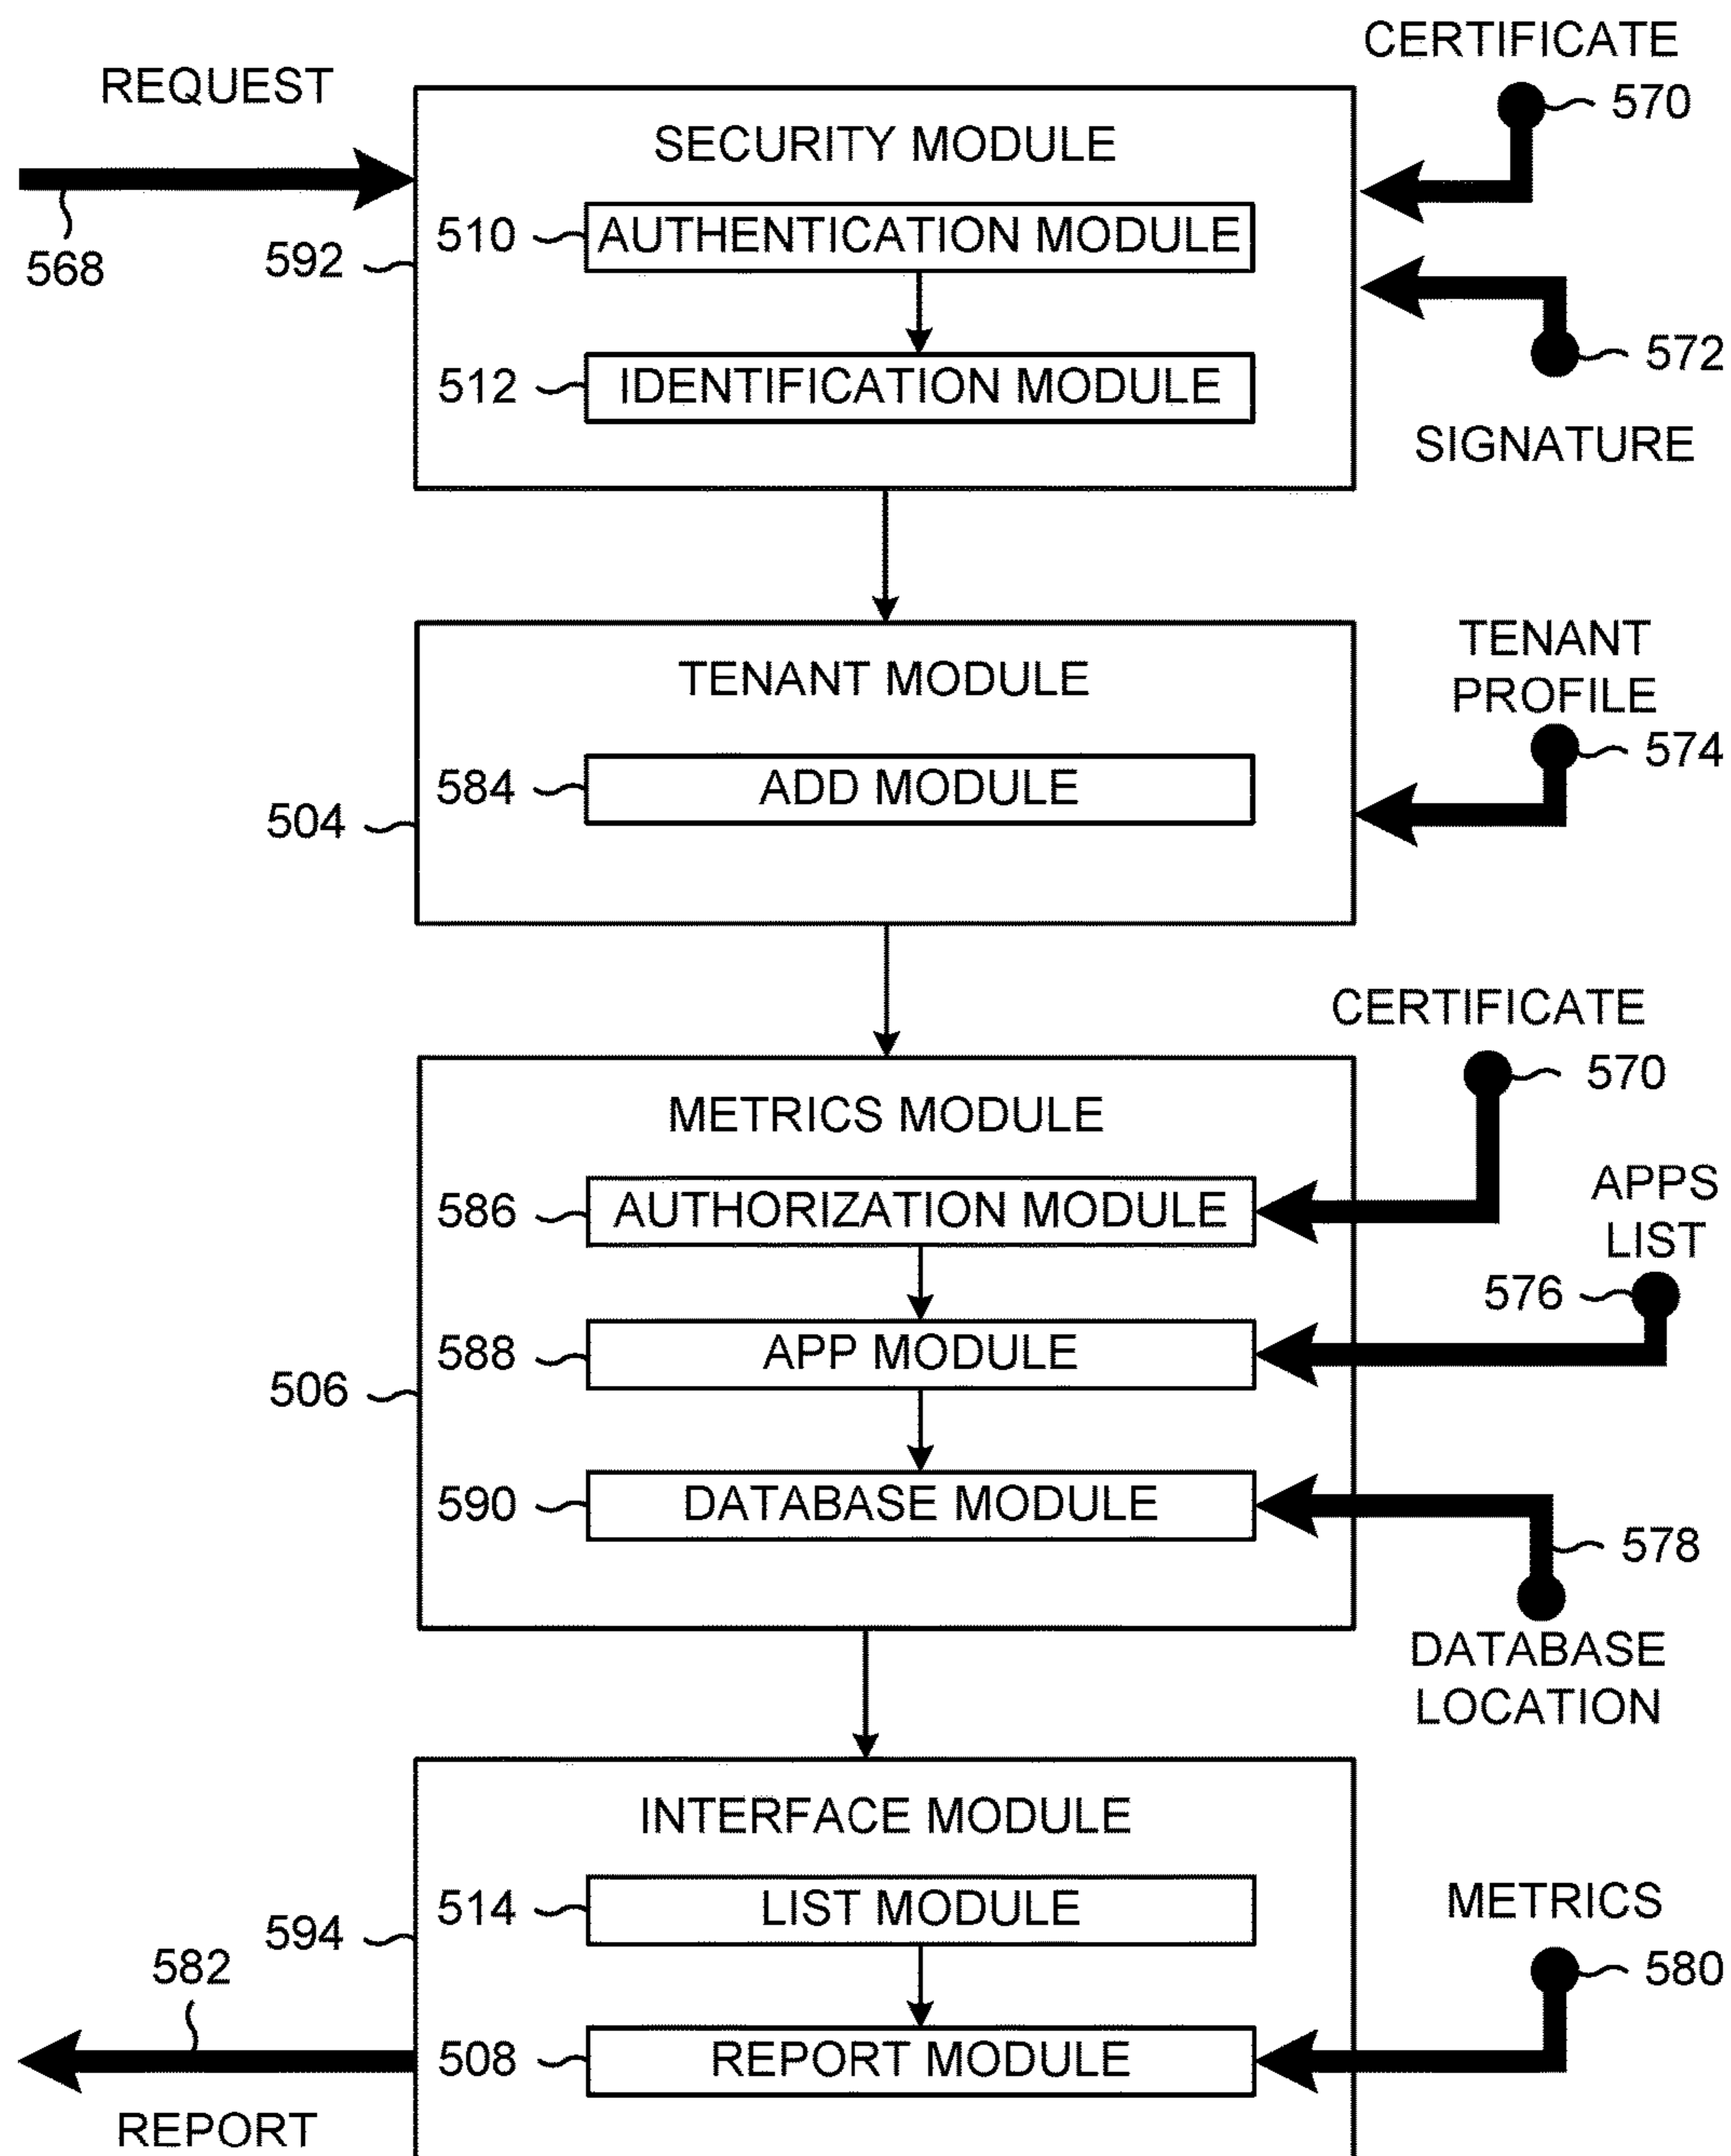 CERTIFICATE
REQUEST
570
SECURITY MODULE
510
AUTHENTICATION MODULE
568
592
512
IDENTIFICATION MODULE
572
SIGNATURE
TENANT
PROFILE
TENANT MODULE
574
584
ADD MODULE
504
CERTIFICATE
570
METRICS MODULE
586
AUTHORIZATION MODULE
APPS
LIST
576
588
APP MODULE
506
590
DATABASE MODULE
578
DATABASE
LOCATION
INTERFACE MODULE
514
LIST MODULE
METRICS
594
582
580
508
REPORT MODULE
REPORT